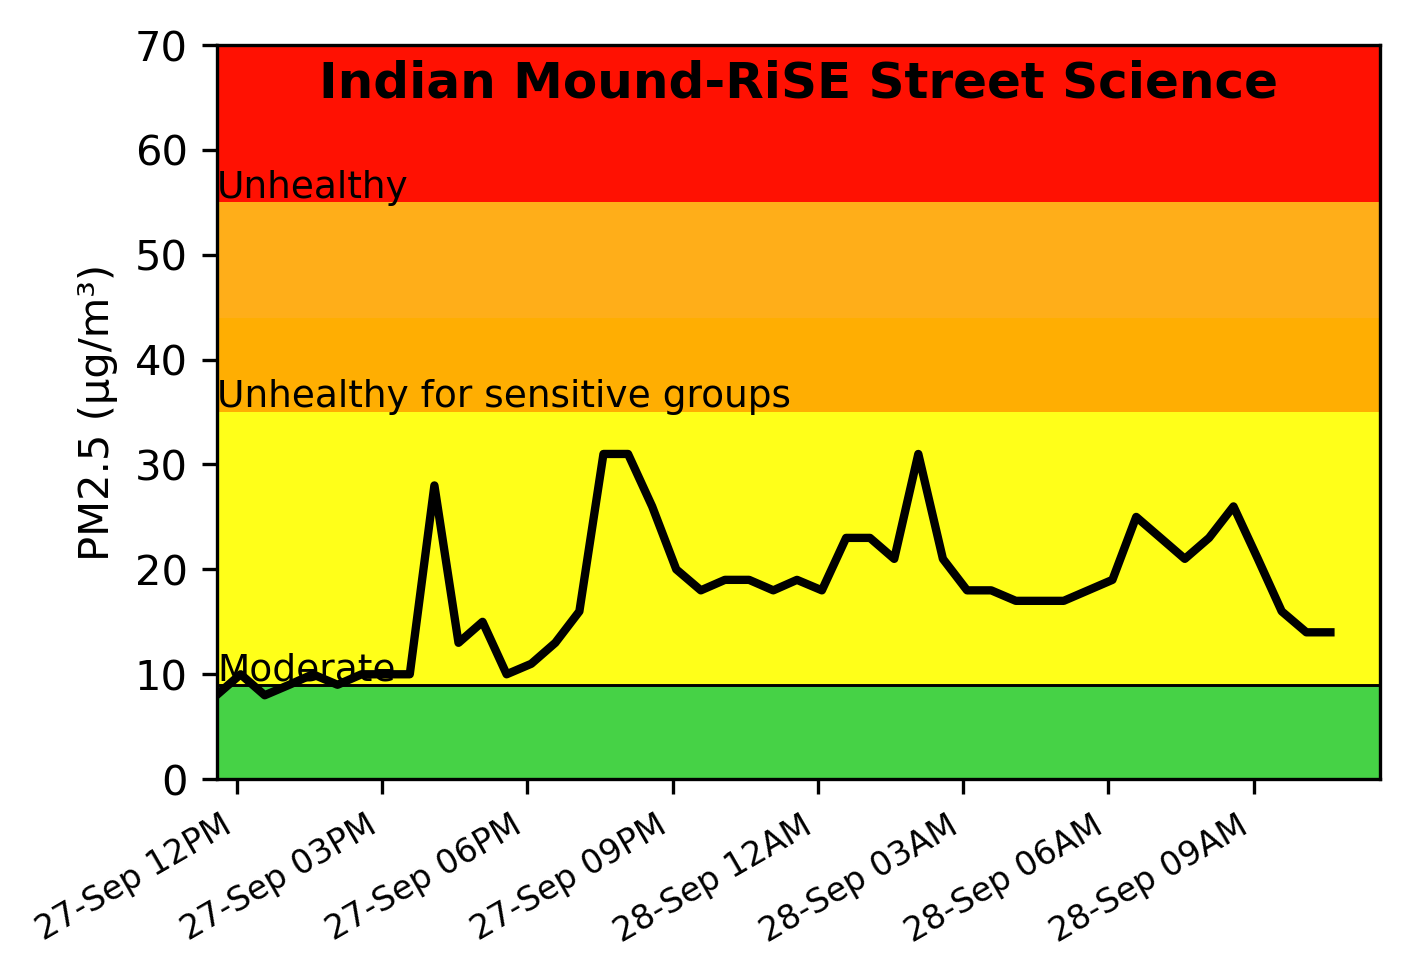 Indian Mound-RiSE Street Science
70
60
Unhealthy
50
40
Unhealthy for sensitive groups
30
20
10
Moderate
0
PM2.5 (µg/m³)
27-Sep 12PM
27-Sep 03PM
27-Sep 06PM
27-Sep 09PM
28-Sep 12AM
28-Sep 03AM
28-Sep 06AM
28-Sep 09AM